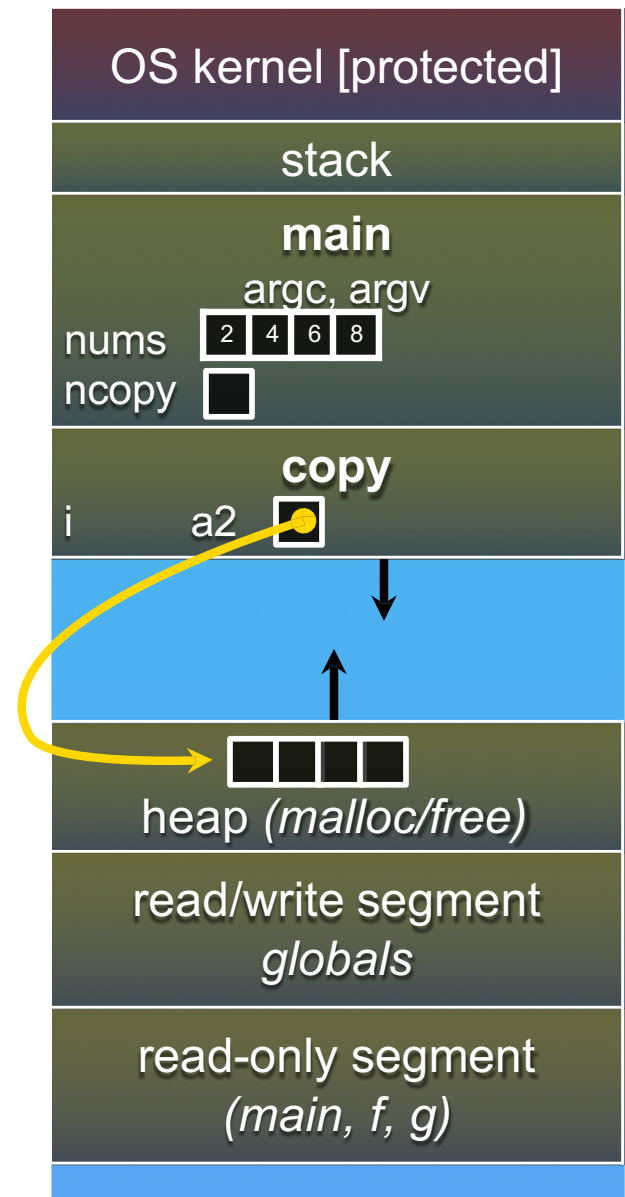 OS kernel [protected]
stack
main
argc, argv
nums 2 4 6 8
ncopy
copy
i a2
heap (malloc/free)
read/write segment
globals
read-only segment
(main, f, g)